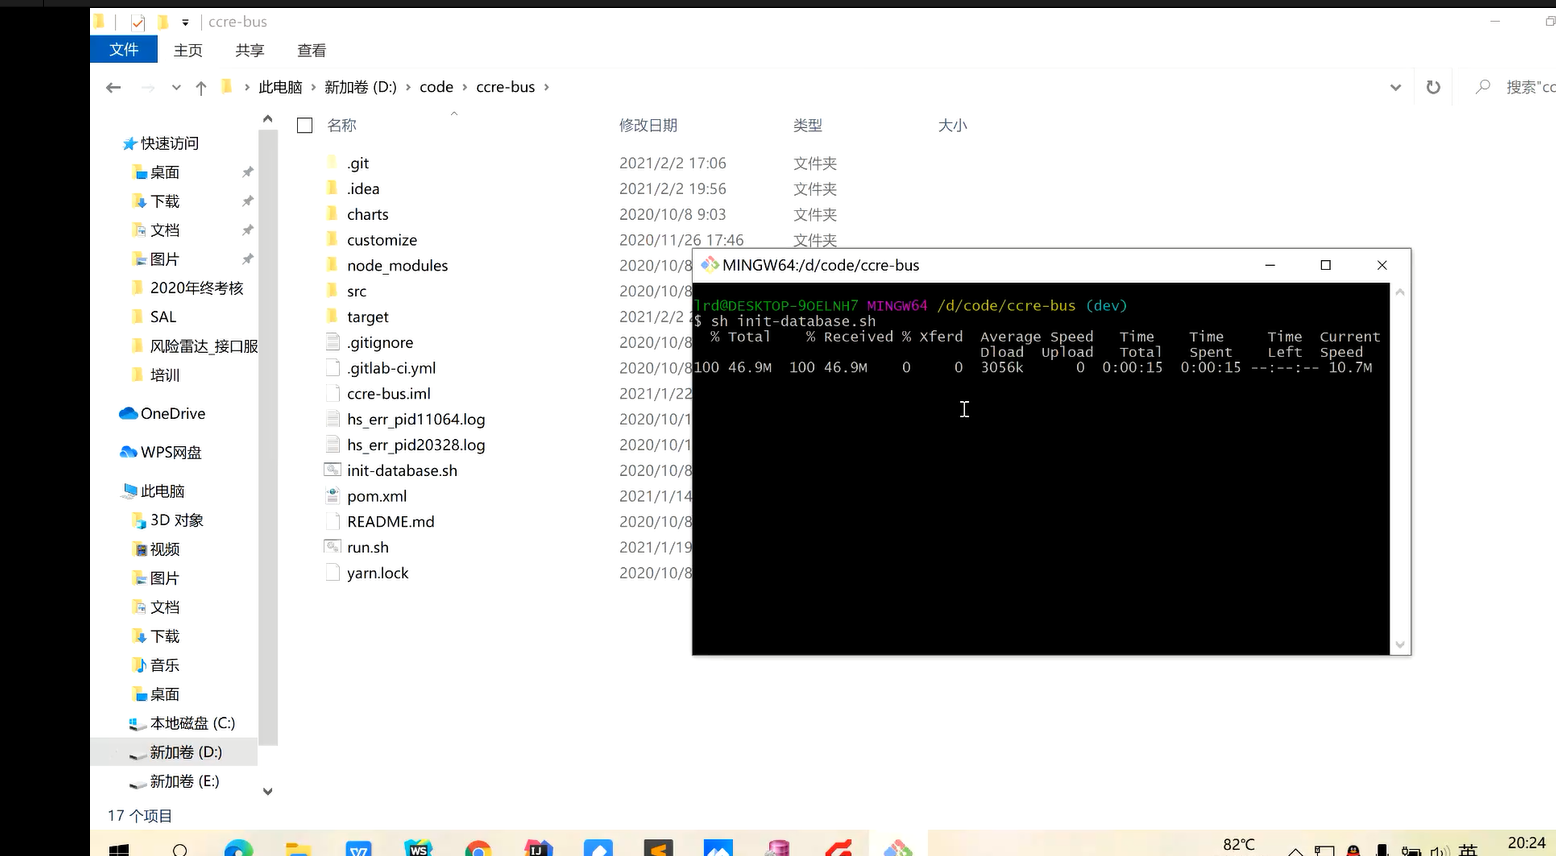 ccre-bus
文件 主页 共享 查看
此电脑 › 新加卷 (D:) › code › ccre-bus ›
搜索"cc
名称 修改日期 类型 大小
快速访问
桌面
下载
文档
图片
2020年终考核
SAL
风险雷达_接口服
培训
OneDrive
WPS网盘
此电脑
3D 对象
视频
图片
文档
下载
音乐
桌面
本地磁盘 (C:)
新加卷 (D:)
新加卷 (E:)
.git 2021/2/2 17:06 文件夹
.idea 2021/2/2 19:56 文件夹
charts 2020/10/8 9:03 文件夹
customize 2020/11/26 17:46 文件夹
node_modules 2020/10/8
src 2020/10/8
target 2021/2/2
.gitignore 2020/10/8
.gitlab-ci.yml 2020/10/8
ccre-bus.iml 2021/1/22
hs_err_pid11064.log 2020/10/1
hs_err_pid20328.log 2020/10/1
init-database.sh 2020/10/8
pom.xml 2021/1/14
README.md 2020/10/8
run.sh 2021/1/19
yarn.lock 2020/10/8
MINGW64:/d/code/ccre-bus
lrd@DESKTOP-9OELNH7 MINGW64 /d/code/ccre-bus (dev)
$ sh init-database.sh
% Total % Received % Xferd Average Speed Time Time Time Current
Dload Upload Total Spent Left Speed
100 46.9M 100 46.9M 0 0 3056k 0 0:00:15 0:00:15 --:--:-- 10.7M
17 个项目
WS
82°C
英
20:24